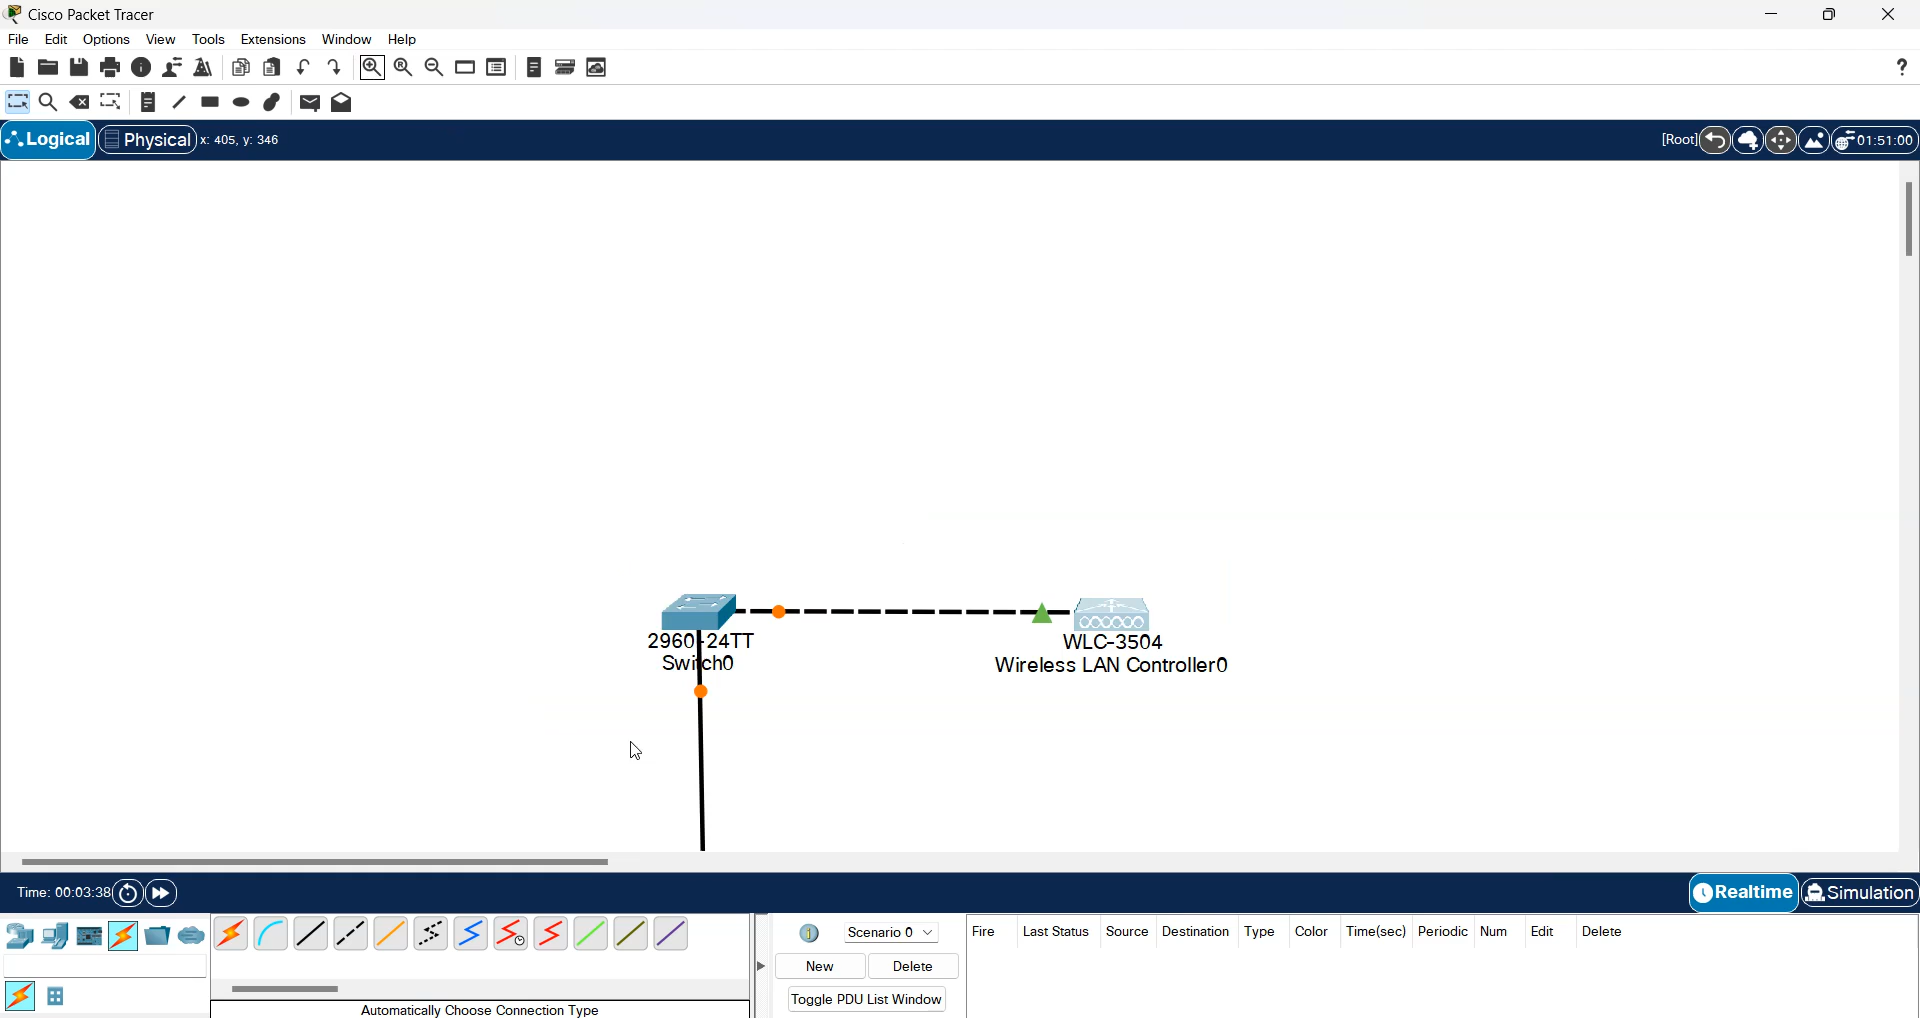 Cisco Packet Tracer
File Edit Options View Tools Extensions Window Help
Logical Physical x: 405, y: 346 [Root] 01:51:00
2960-24TT
Switch0
WLC-3504
Wireless LAN Controller0
Time: 00:03:38 Realtime Simulation
Scenario 0 Fire Last Status Source Destination Type Color Time(sec) Periodic Num Edit Delete
New Delete
Toggle PDU List Window
Automatically Choose Connection Type